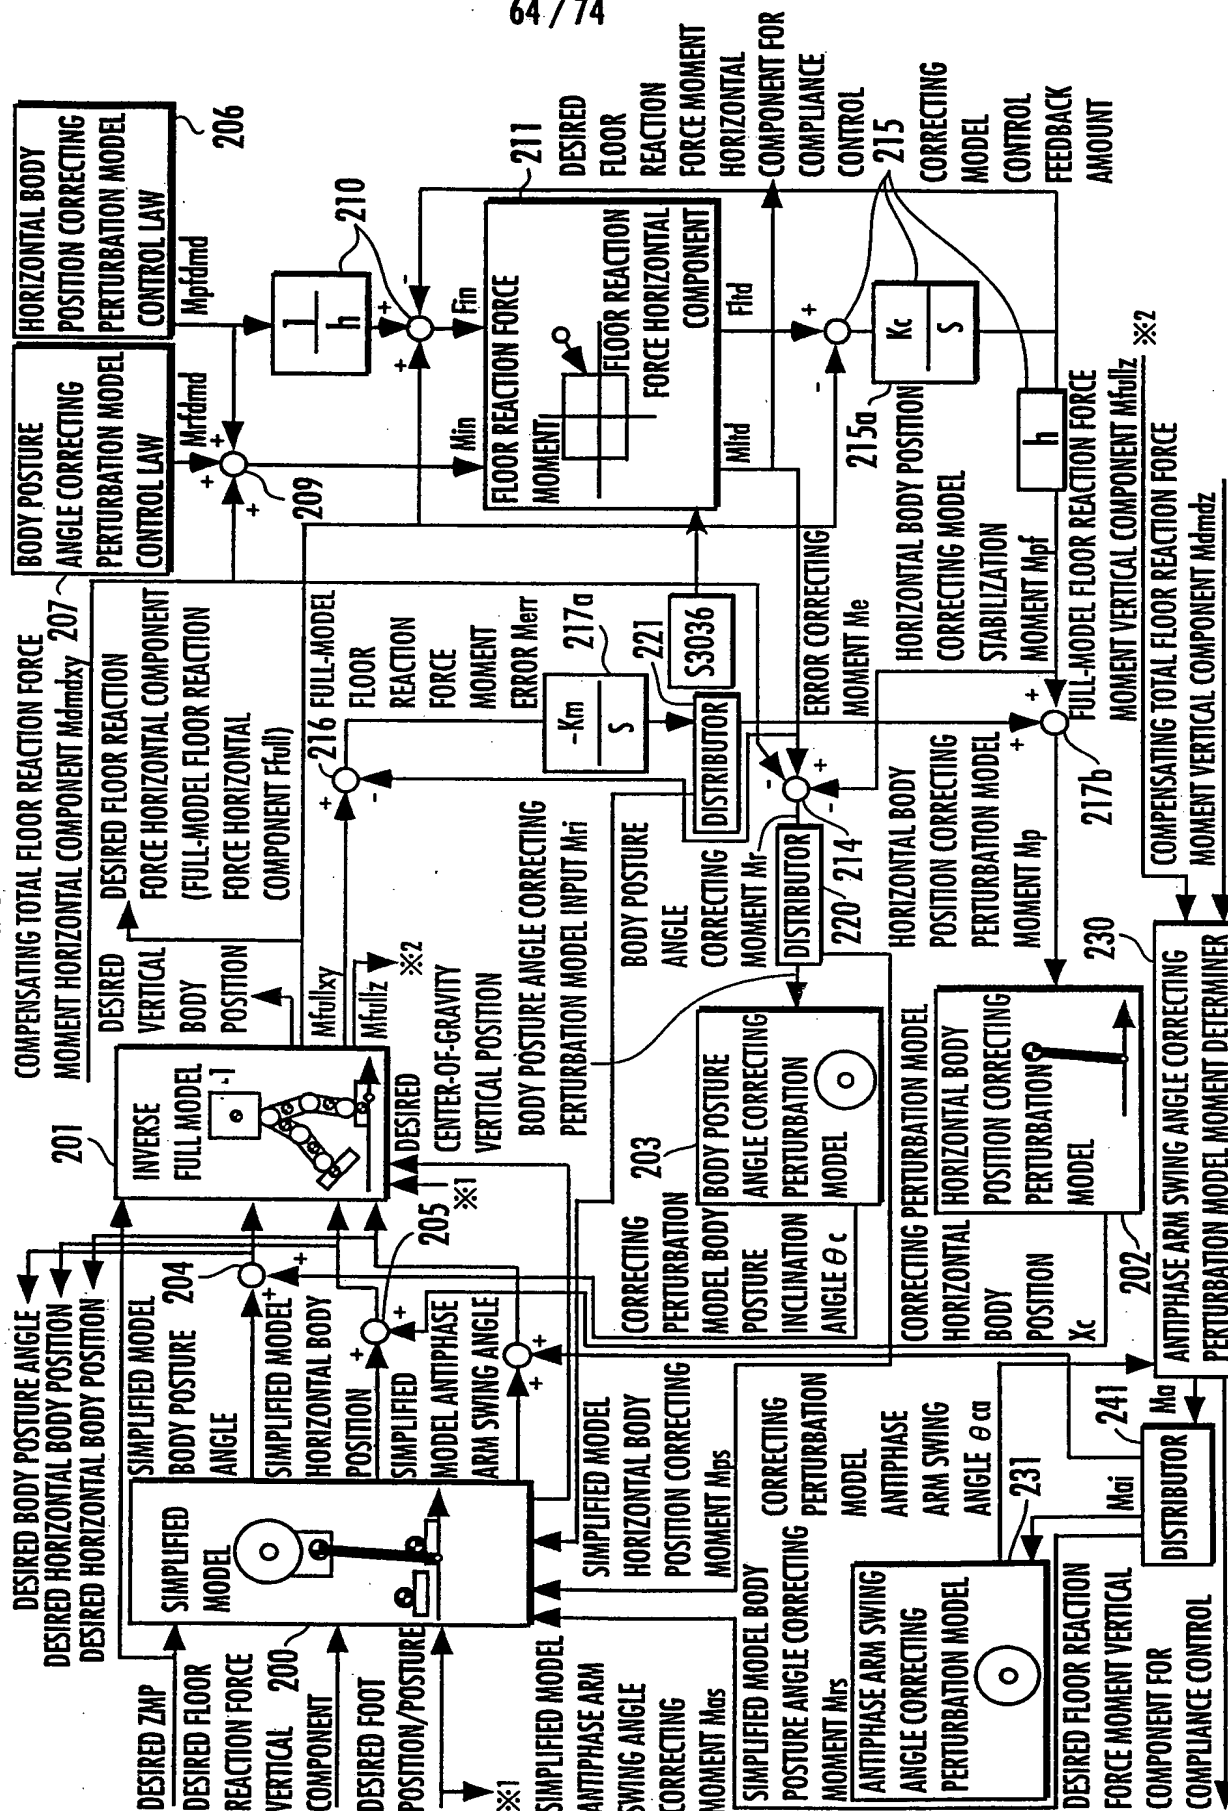 64 / 74
HORIZONTAL BODY
POSITION CORRECTING
PERTURBATION MODEL
CONTROL LAW
206
Mpfdmd
BODY POSTURE
ANGLE CORRECTING
PERTURBATION MODEL
CONTROL LAW
207
Mrfdmd
1
h
210
+
-
+
Fin
+
+
+
209
Min
FLOOR REACTION FORCE
MOMENT
FLOOR REACTION
FORCE HORIZONTAL
COMPONENT
211
Mltd
Fltd
DESIRED
FLOOR
REACTION
FORCE MOMENT
HORIZONTAL
COMPONENT FOR
COMPLIANCE
CONTROL
215
+
-
Kc
S
215a
h
CORRECTING
MODEL
CONTROL
FEEDBACK
AMOUNT
COMPENSATING TOTAL FLOOR REACTION FORCE
MOMENT HORIZONTAL COMPONENT Mdmdxy
DESIRED FLOOR REACTION
FORCE HORIZONTAL COMPONENT
(FULL-MODEL FLOOR REACTION
FORCE HORIZONTAL
COMPONENT Ffull)
DESIRED
VERTICAL
BODY
POSITION
216
+
-
FULL-MODEL
FLOOR
REACTION
FORCE
MOMENT
ERROR Merr
217a
-Km
S
221
DISTRIBUTOR
S3036
ERROR CORRECTING
MOMENT Me
HORIZONTAL BODY POSITION
CORRECTING MODEL
STABILIZATION
MOMENT Mpf
FULL-MODEL FLOOR REACTION FORCE
MOMENT VERTICAL COMPONENT Mfullz ※2
COMPENSATING TOTAL FLOOR REACTION FORCE
MOMENT VERTICAL COMPONENT Mdmdz
Mfullxy
Mfullz
※2
201
INVERSE
FULL MODEL
-1
DESIRED
CENTER-OF-GRAVITY
VERTICAL POSITION
※1
BODY POSTURE ANGLE CORRECTING
PERTURBATION MODEL INPUT Mri
BODY POSTURE
ANGLE
CORRECTING
MOMENT Mr
-
+
-
214
DISTRIBUTOR
220
HORIZONTAL BODY
POSITION CORRECTING
PERTURBATION MODEL
MOMENT Mp
+
+
217b
203
BODY POSTURE
ANGLE CORRECTING
PERTURBATION
MODEL
HORIZONTAL BODY
POSITION CORRECTING
PERTURBATION
MODEL
202
230
ANTIPHASE ARM SWING ANGLE CORRECTING
PERTURBATION MODEL MOMENT DETERMINER
DESIRED BODY POSTURE ANGLE
DESIRED HORIZONTAL BODY POSITION
DESIRED HORIZONTAL BODY POSITION
SIMPLIFIED MODEL
BODY POSTURE
ANGLE
204
+
+
SIMPLIFIED MODEL
HORIZONTAL BODY
POSITION
205
+
+
SIMPLIFIED
MODEL ANTIPHASE
ARM SWING ANGLE
+
+
CORRECTING
PERTURBATION
MODEL BODY
POSTURE
INCLINATION
ANGLE θc
CORRECTING PERTURBATION MODEL
HORIZONTAL
BODY
POSITION
Xc
SIMPLIFIED
MODEL
200
SIMPLIFIED MODEL
HORIZONTAL BODY
POSITION CORRECTING
MOMENT Mps
CORRECTING
PERTURBATION
MODEL
ANTIPHASE
ARM SWING
ANGLE θca
Ma
241
DISTRIBUTOR
Mai
231
ANTIPHASE ARM SWING
ANGLE CORRECTING
PERTURBATION MODEL
DESIRED ZMP
DESIRED FLOOR
REACTION FORCE
VERTICAL
COMPONENT
DESIRED FOOT
POSITION/POSTURE
※1
SIMPLIFIED MODEL
ANTIPHASE ARM
SWING ANGLE
CORRECTING
MOMENT Mas
SIMPLIFIED MODEL BODY
POSTURE ANGLE CORRECTING
MOMENT Mrs
DESIRED FLOOR REACTION
FORCE MOMENT VERTICAL
COMPONENT FOR
COMPLIANCE CONTROL